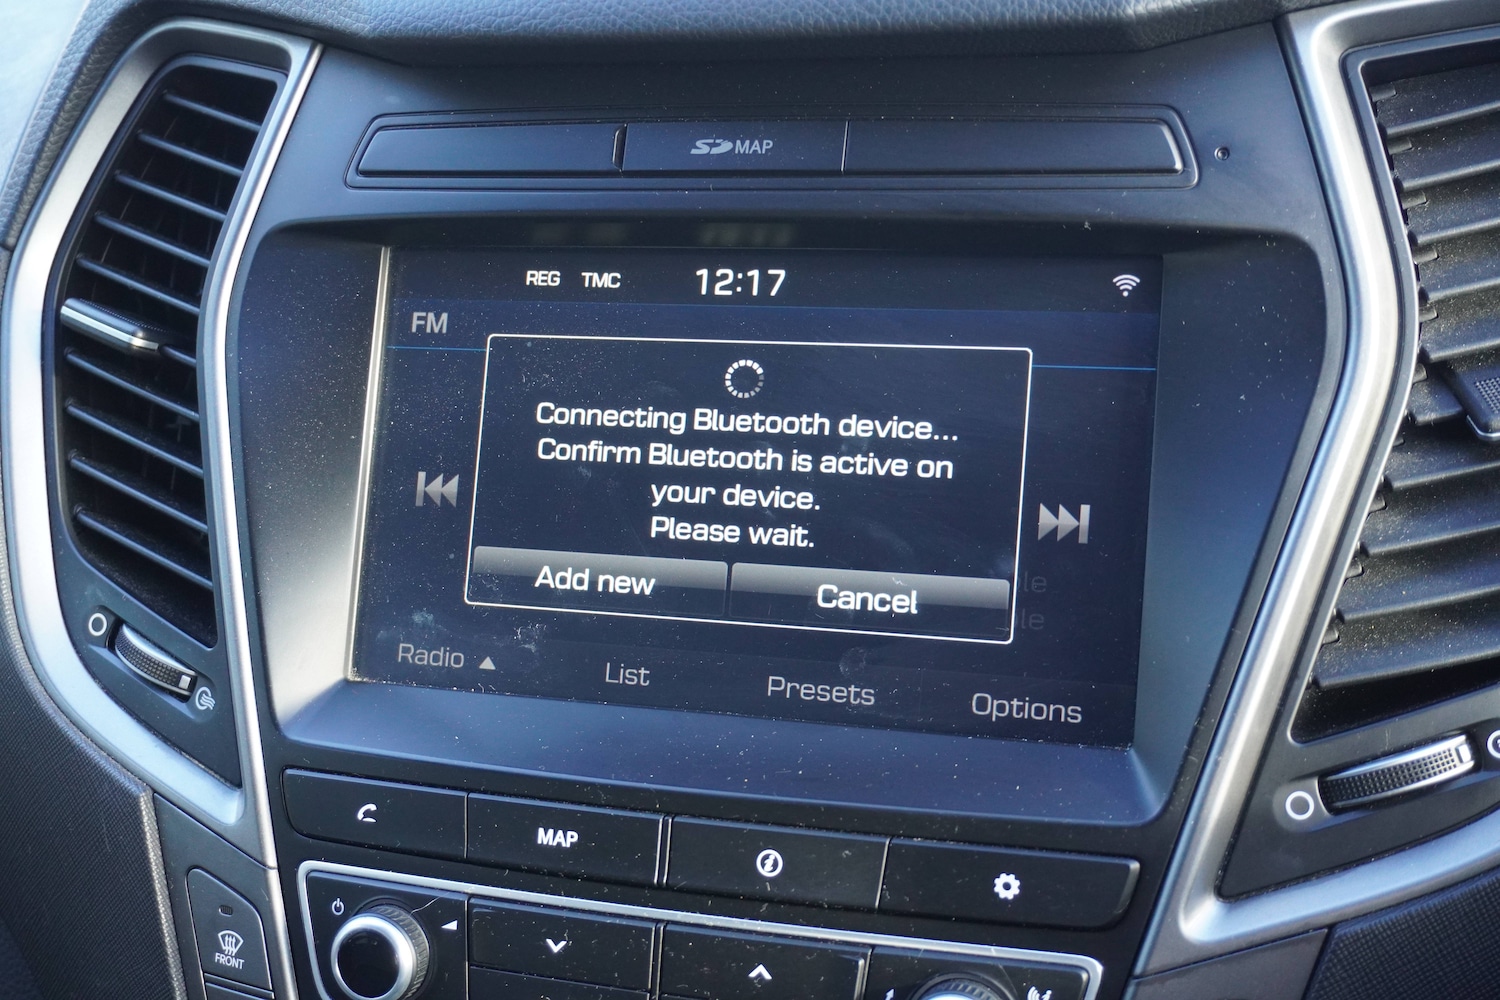 SD MAP
REG TMC 12:17
FM
Connecting Bluetooth device...
Confirm Bluetooth is active on
your device.
Please wait.
Add new Cancel
Radio ▲ List Presets Options
MAP
FRONT